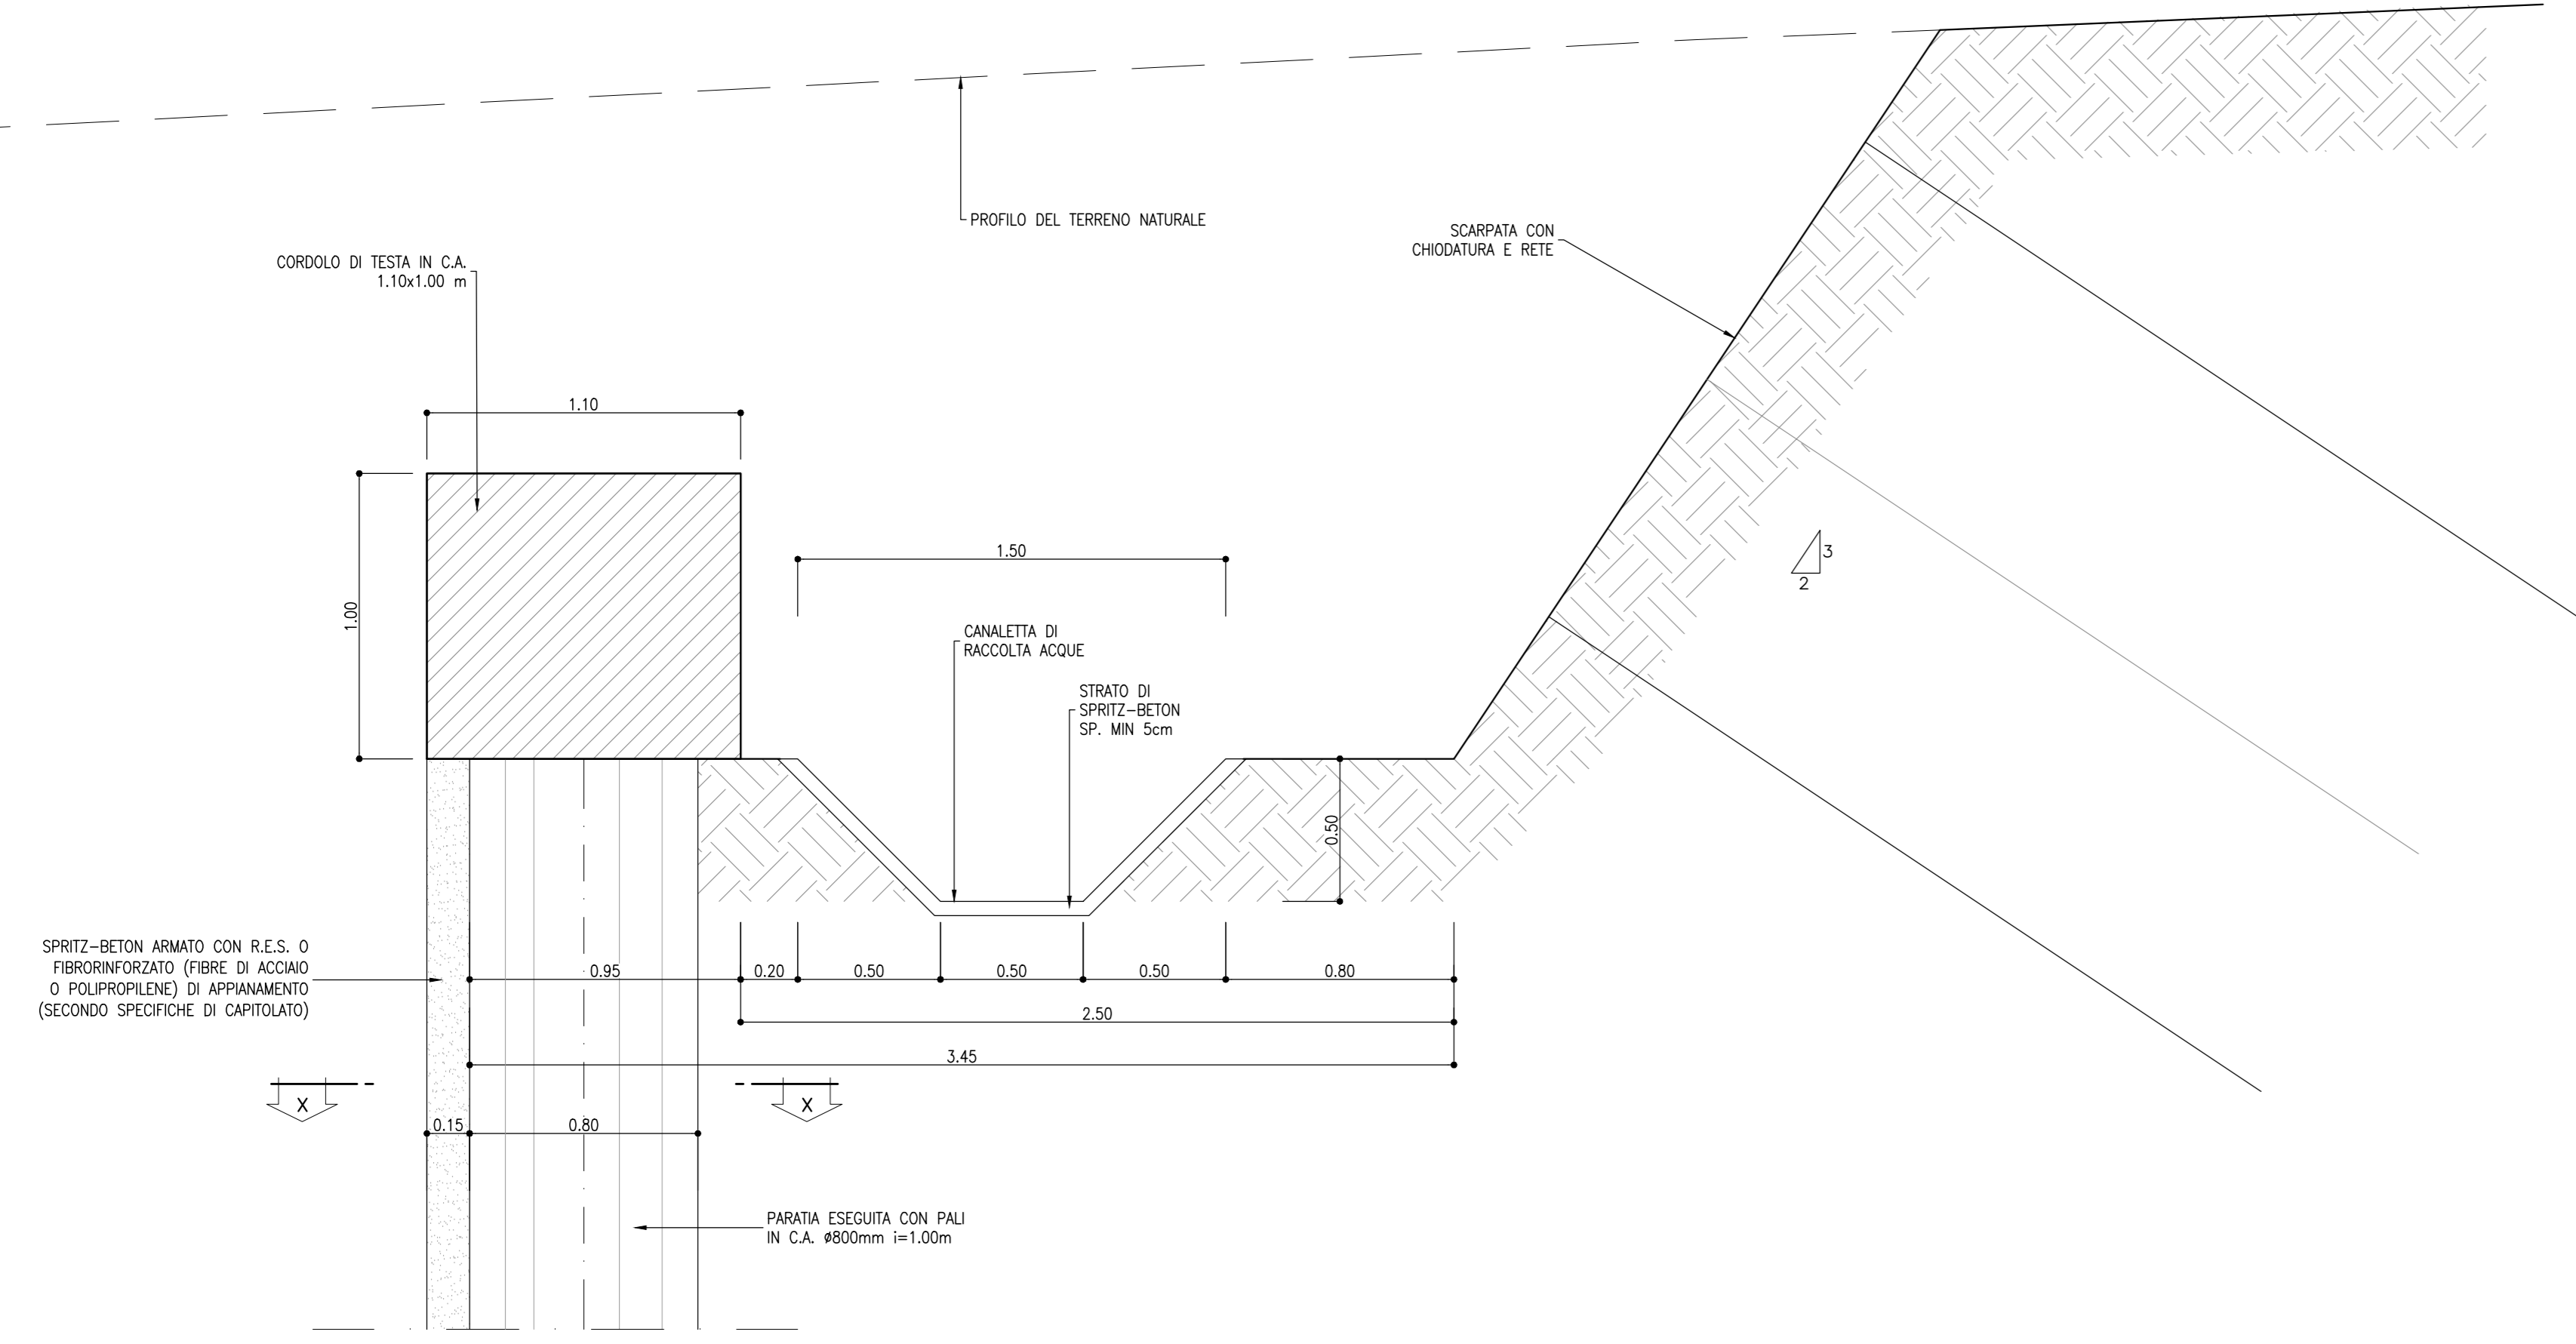 PROFILO DEL TERRENO NATURALE
SCARPATA CON
CHIODATURA E RETE
CORDOLO DI TESTA IN C.A.
1.10x1.00 m
1.10
1.00
1.50
3
2
CANALETTA DI
RACCOLTA ACQUE
STRATO DI
SPRITZ-BETON
SP. MIN 5cm
0.50
SPRITZ-BETON ARMATO CON R.E.S. O
FIBRORINFORZATO (FIBRE DI ACCIAIO
O POLIPROPILENE) DI APPIANAMENTO
(SECONDO SPECIFICHE DI CAPITOLATO)
0.95
0.20
0.50
0.50
0.50
0.80
2.50
3.45
X
X
0.15
0.80
PARATIA ESEGUITA CON PALI
IN C.A. ø800mm i=1.00m